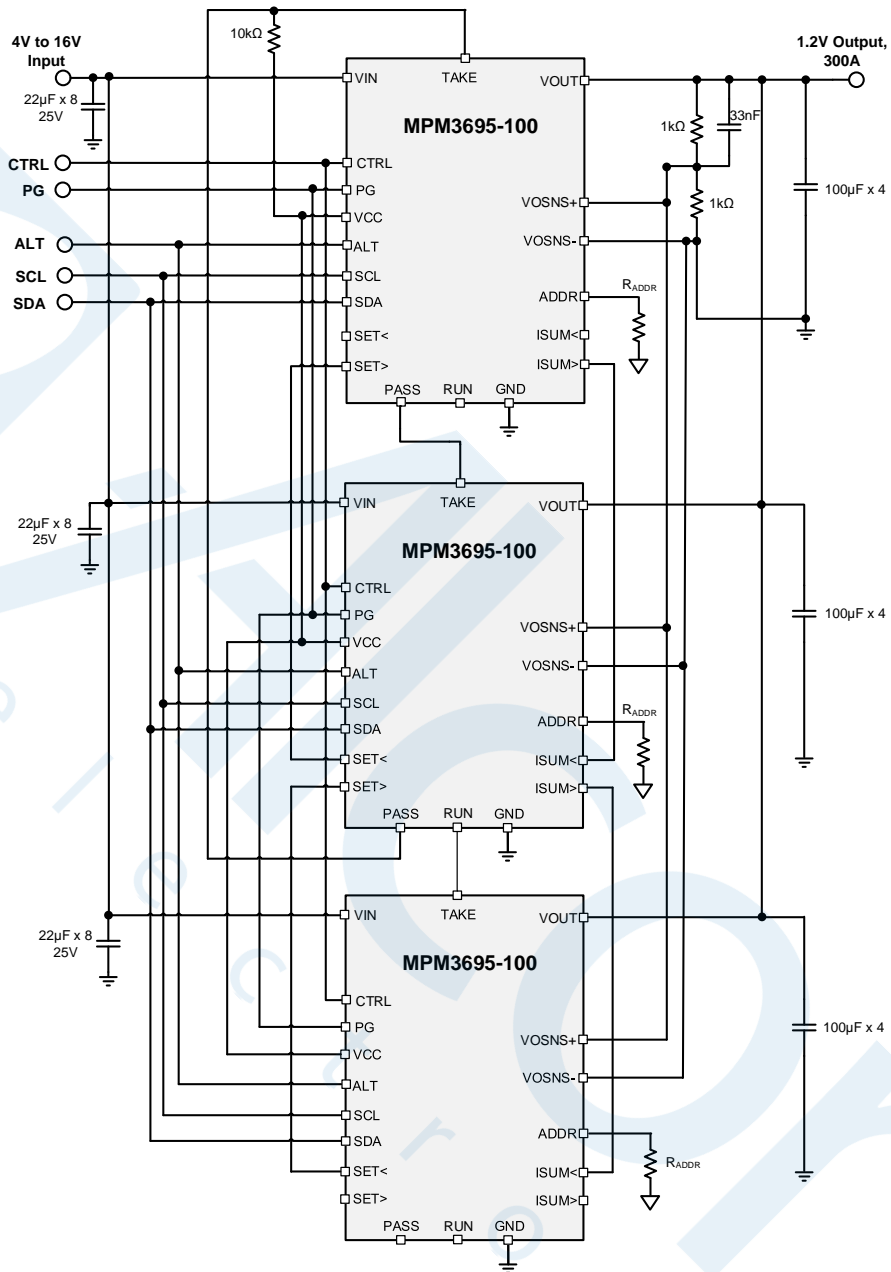 4V to 16V
Input
10kΩ
1.2V Output,
300A
22µF x 8
25V
CTRL
PG
ALT
SCL
SDA
VIN
TAKE
VOUT
MPM3695-100
CTRL
PG
VCC
ALT
SCL
SDA
SET<
SET>
VOSNS+
VOSNS-
ADDR
ISUM<
ISUM>
PASS
RUN
GND
33nF
1kΩ
1kΩ
100µF x 4
RADDR
22µF x 8
25V
VIN
TAKE
VOUT
MPM3695-100
CTRL
PG
VCC
ALT
SCL
SDA
SET<
SET>
VOSNS+
VOSNS-
ADDR
ISUM<
ISUM>
PASS
RUN
GND
100µF x 4
RADDR
22µF x 8
25V
VIN
TAKE
VOUT
MPM3695-100
CTRL
PG
VCC
ALT
SCL
SDA
SET<
SET>
VOSNS+
VOSNS-
ADDR
ISUM<
ISUM>
PASS
RUN
GND
100µF x 4
RADDR